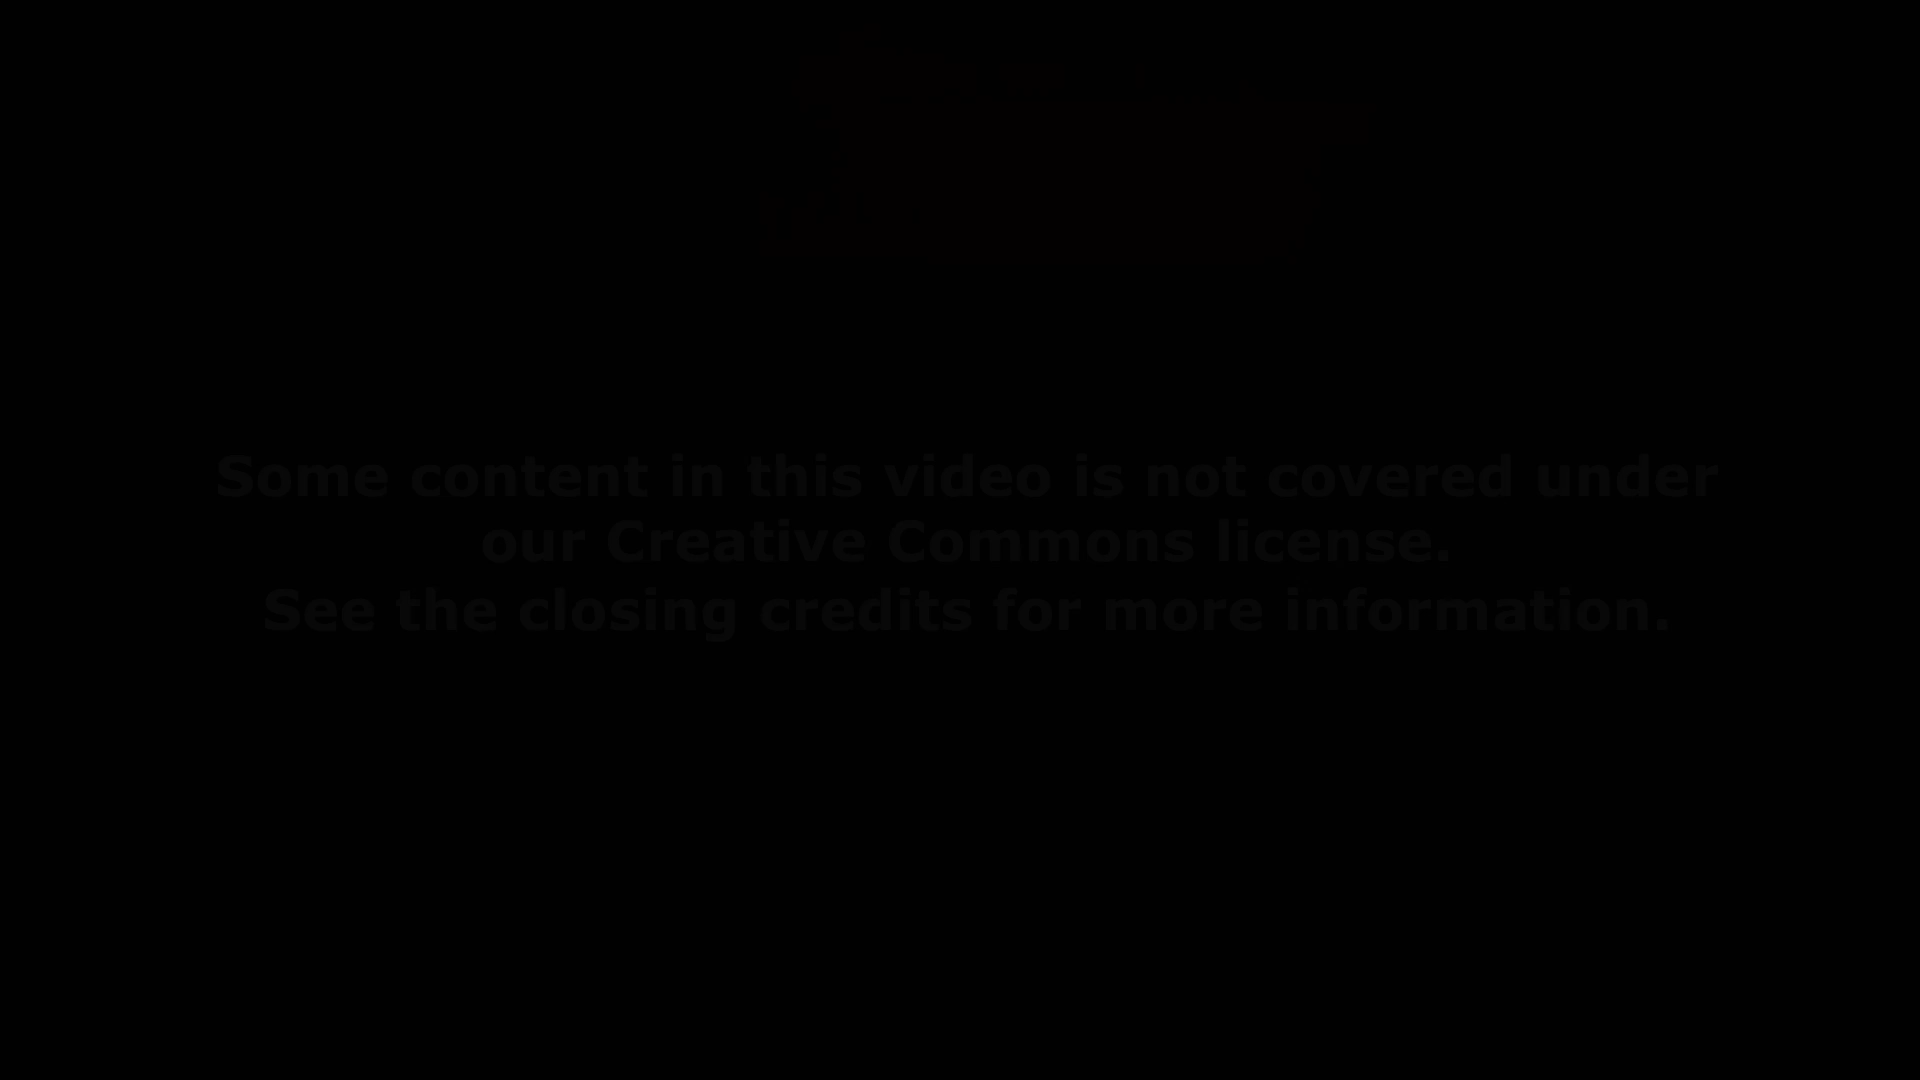 Some content in this video is not covered under
our Creative Commons license.
See the closing credits for more information.